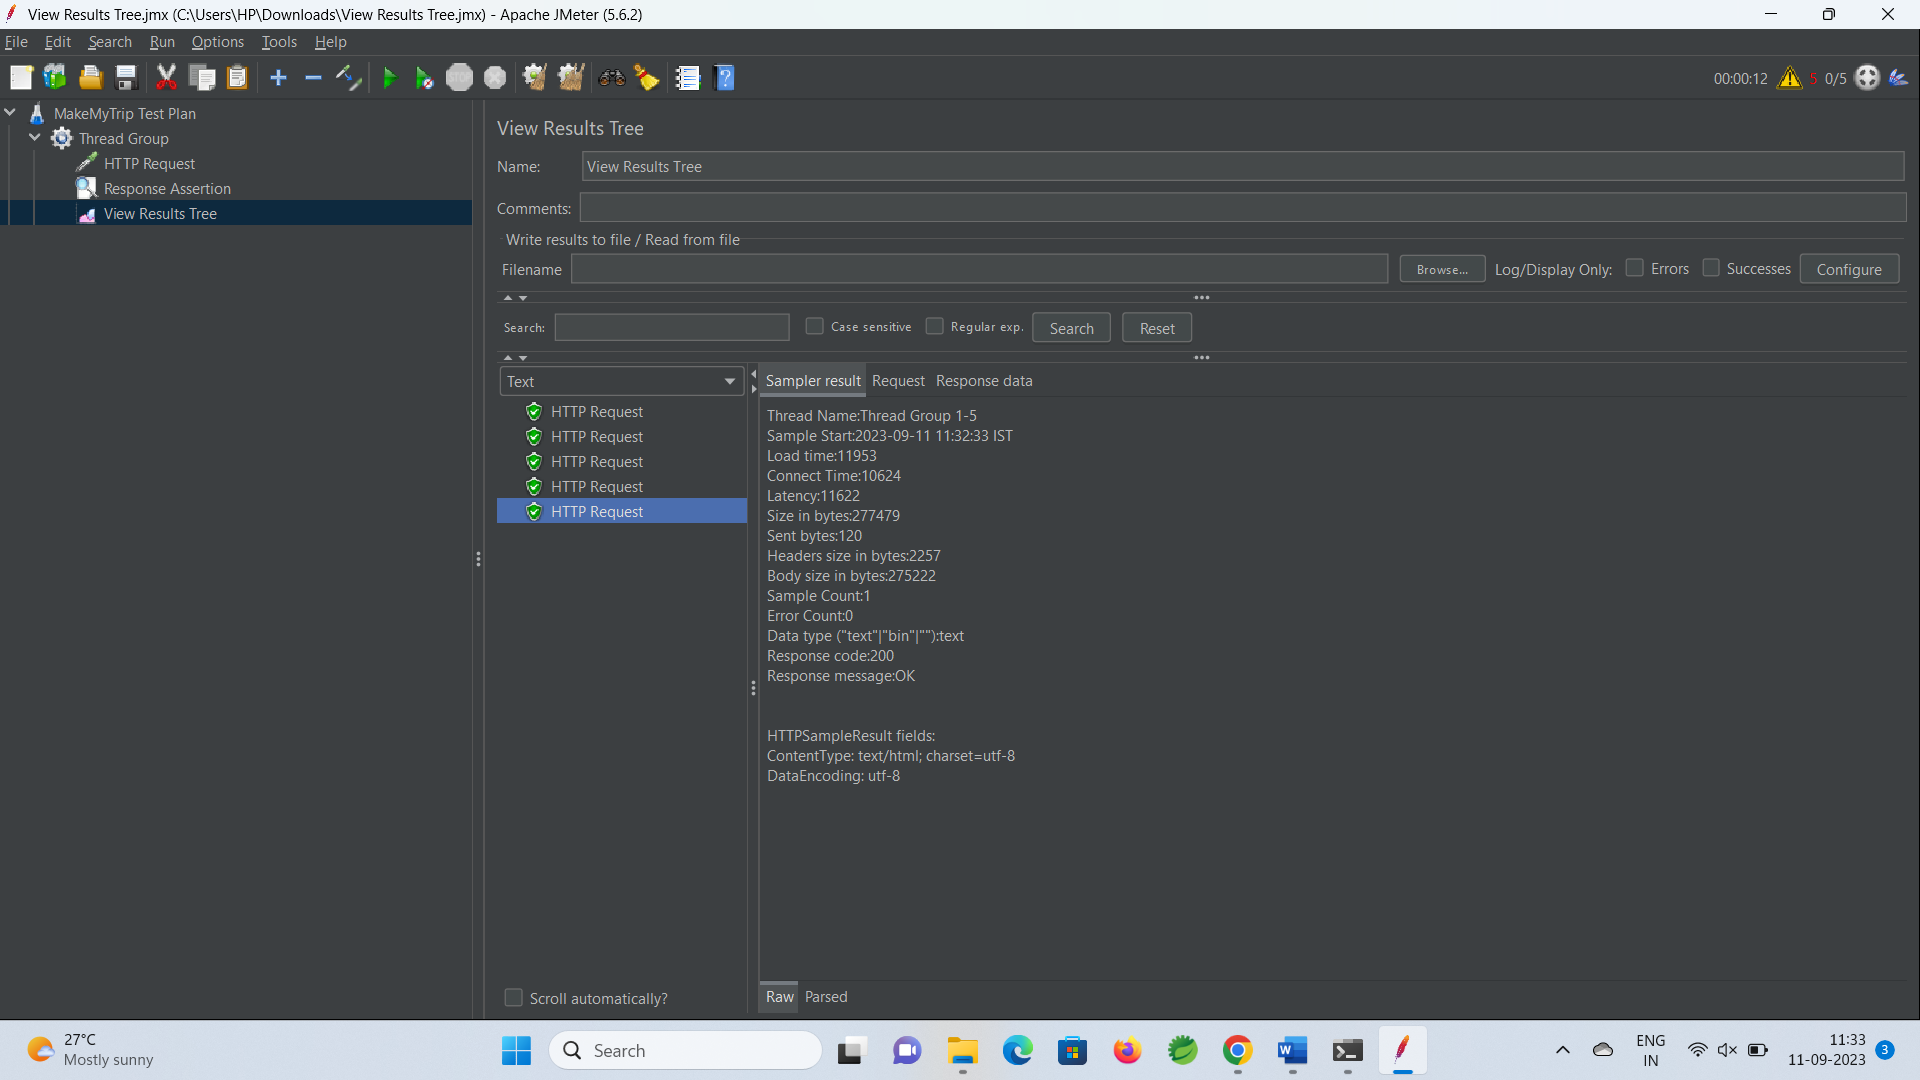 View Results Tree.jmx (C:\Users\HP\Downloads\View Results Tree.jmx) - Apache JMeter (5.6.2)
File Edit Search Run Options Tools Help
STOP
00:00:12 5 0/5
MakeMyTrip Test Plan
Thread Group
HTTP Request
Response Assertion
View Results Tree
View Results Tree
Name: View Results Tree
Comments:
Write results to file / Read from file
Filename Browse... Log/Display Only: Errors Successes Configure
Search: Case sensitive Regular exp. Search Reset
Text
HTTP Request
HTTP Request
HTTP Request
HTTP Request
HTTP Request
Scroll automatically?
Sampler result Request Response data
Thread Name:Thread Group 1-5
Sample Start:2023-09-11 11:32:33 IST
Load time:11953
Connect Time:10624
Latency:11622
Size in bytes:277479
Sent bytes:120
Headers size in bytes:2257
Body size in bytes:275222
Sample Count:1
Error Count:0
Data type ("text"|"bin"|""):text
Response code:200
Response message:OK
HTTPSampleResult fields:
ContentType: text/html; charset=utf-8
DataEncoding: utf-8
Raw Parsed
27°C
Mostly sunny
Search
ENG
IN
11:33
11-09-2023
3